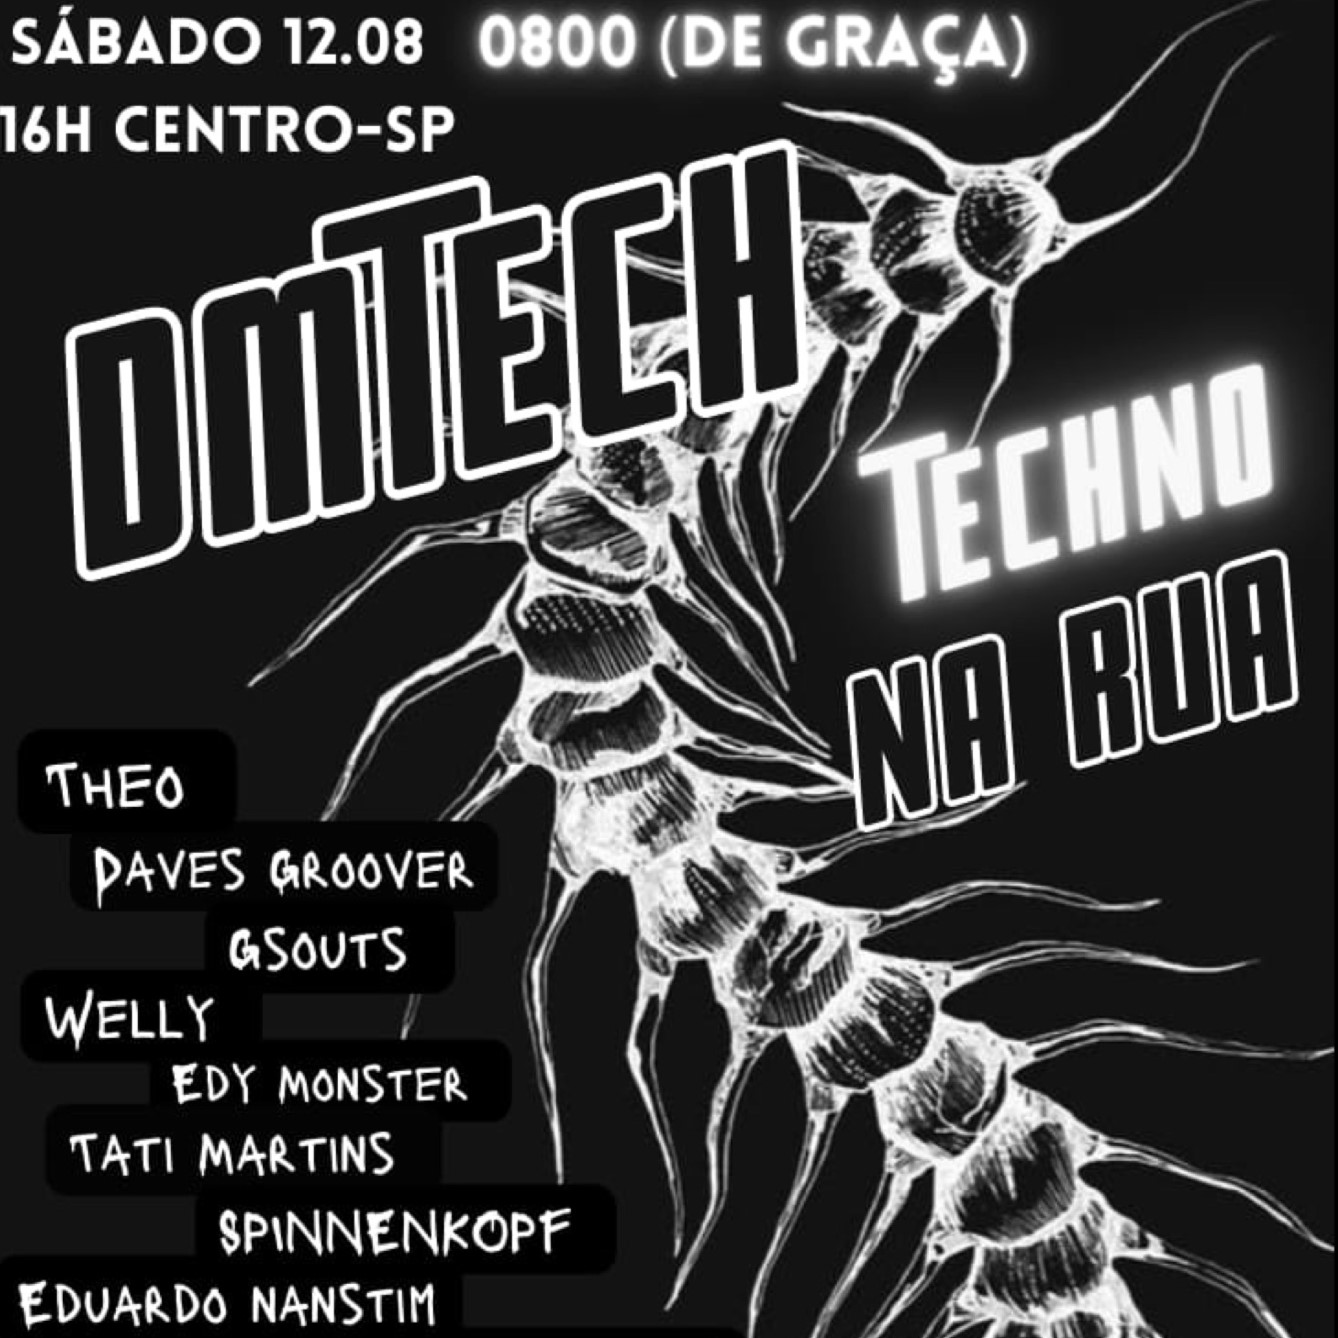 SÁBADO 12.08 0800 (DE GRAÇA)
16H CENTRO-SP
DMTECH
TECHNO
NA RUA
THEO
DAVES GROOVER
GSOUTS
WELLY
EDY MONSTER
TATI MARTINS
SPINNENKOPF
EDUARDO NANSTIM